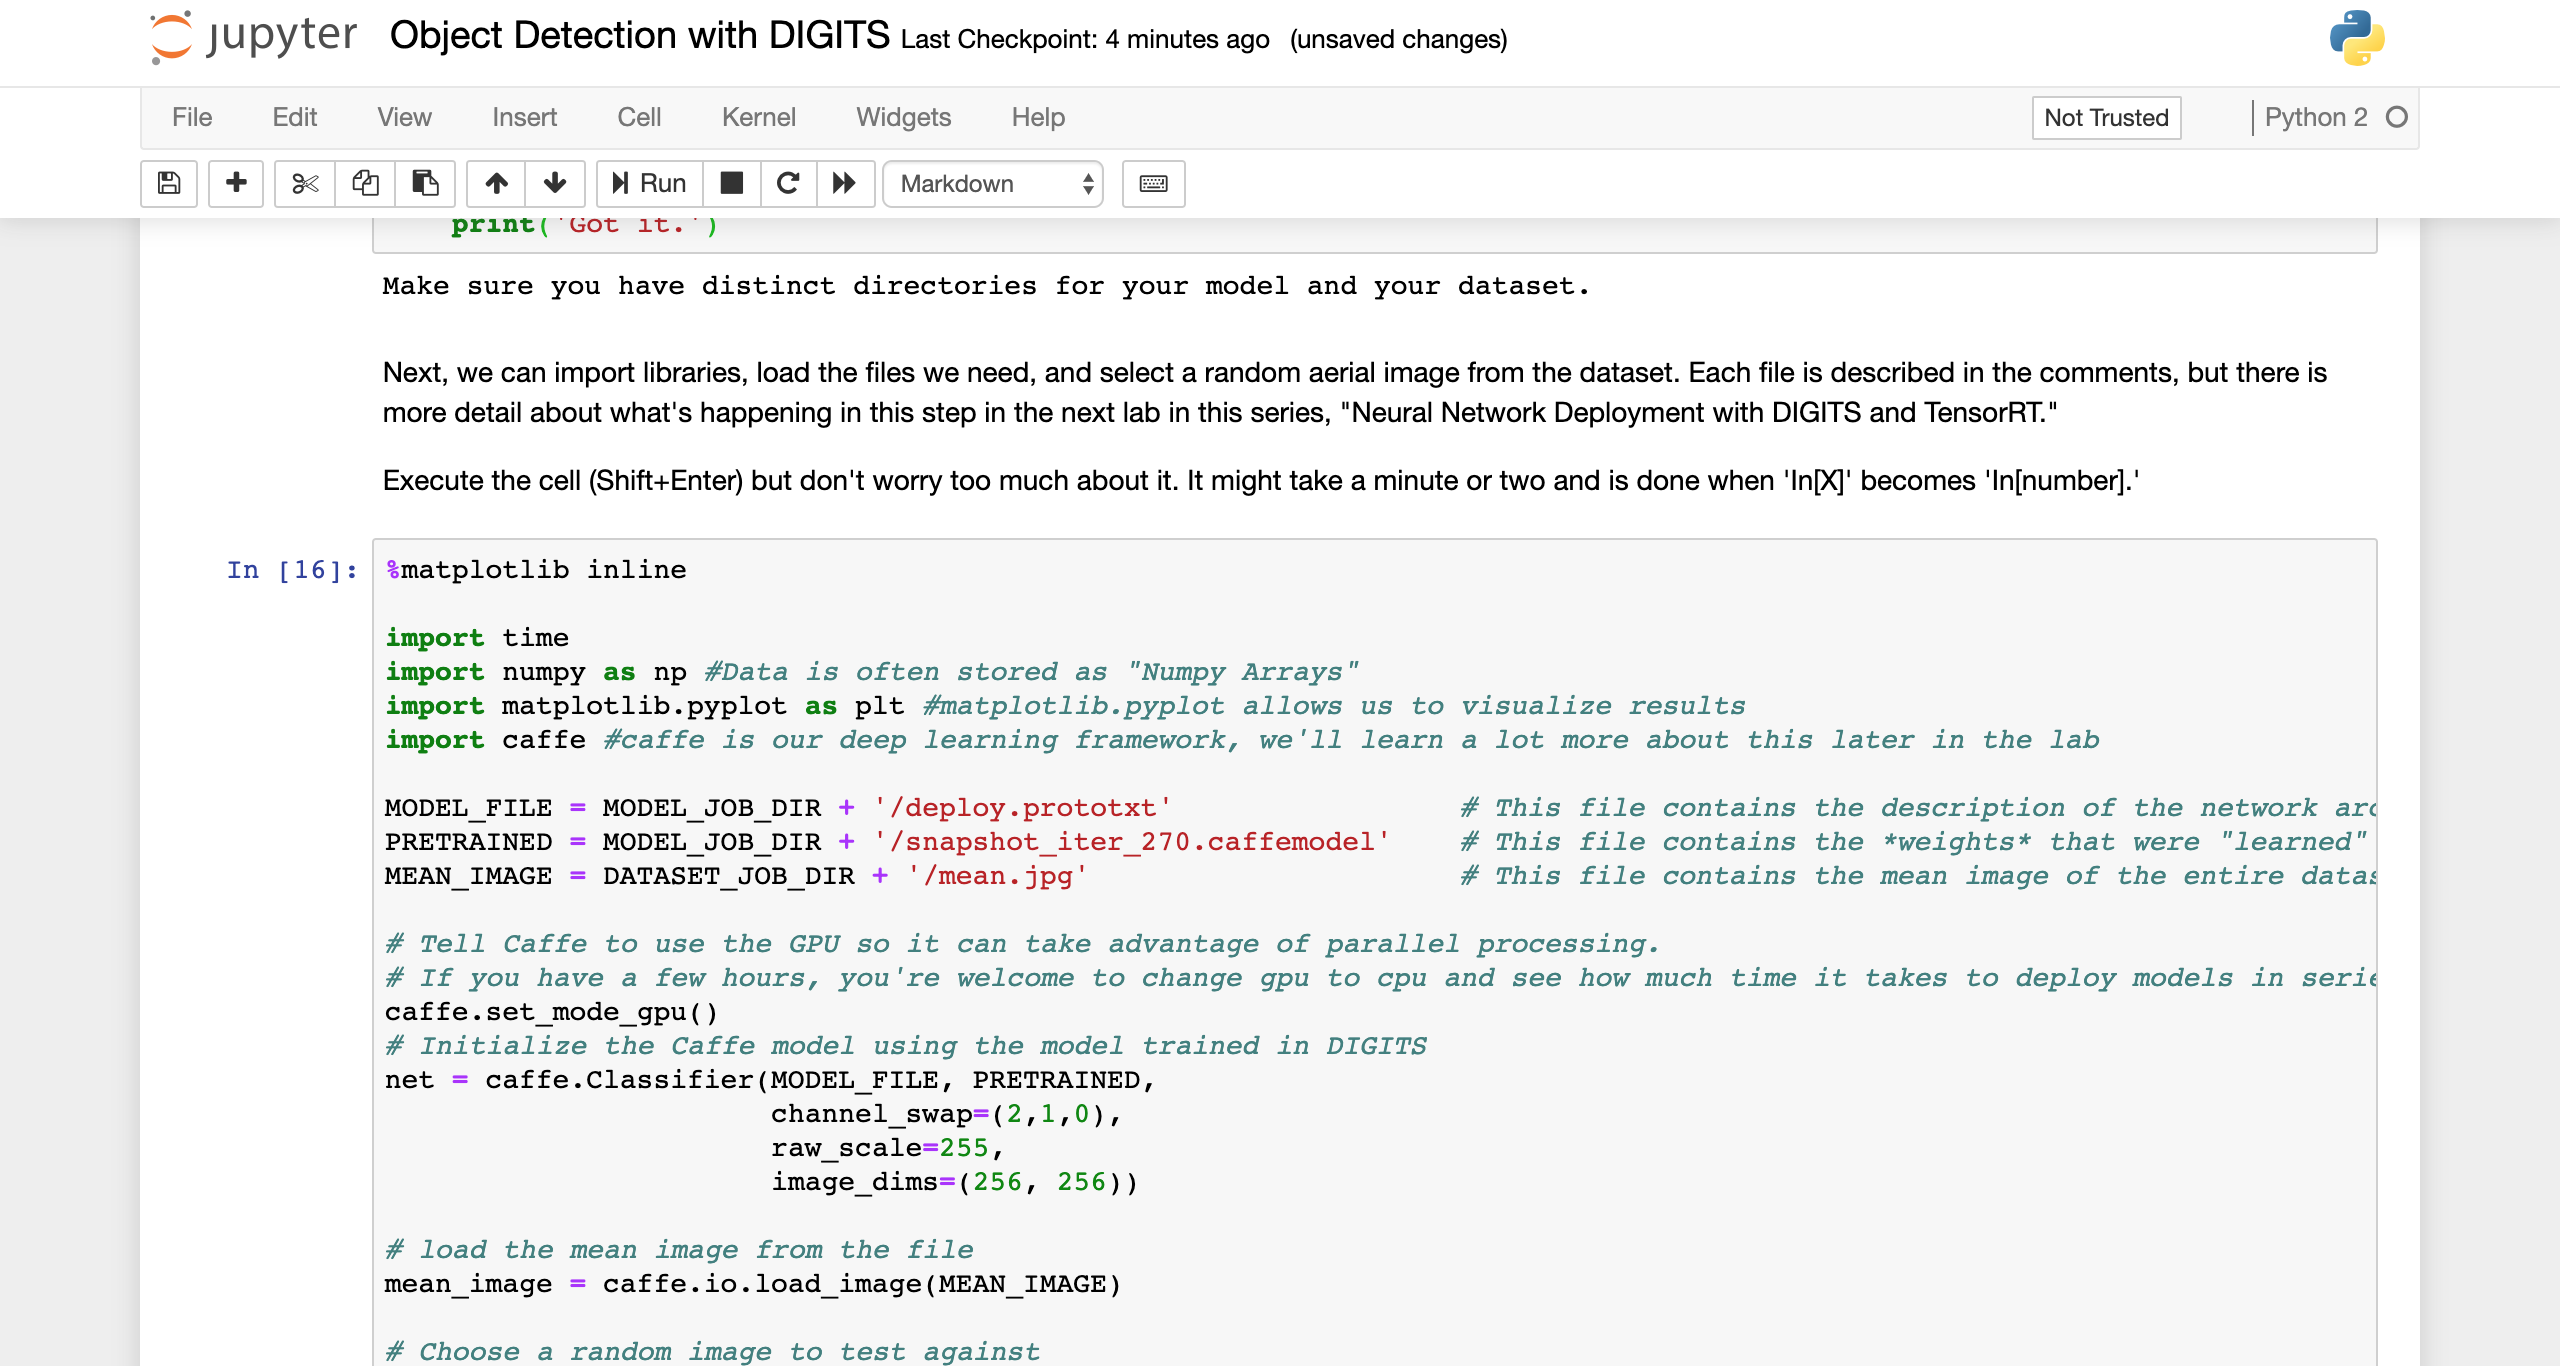 jupyter Object Detection with DIGITS Last Checkpoint: 4 minutes ago (unsaved changes)
File Edit View Insert Cell Kernel Widgets Help Not Trusted Python 2
Run Markdown
print('Got it.')
Make sure you have distinct directories for your model and your dataset.
Next, we can import libraries, load the files we need, and select a random aerial image from the dataset. Each file is described in the comments, but there is
more detail about what's happening in this step in the next lab in this series, "Neural Network Deployment with DIGITS and TensorRT."
Execute the cell (Shift+Enter) but don't worry too much about it. It might take a minute or two and is done when 'In[X]' becomes 'In[number].'
In [16]: %matplotlib inline
import time
import numpy as np #Data is often stored as "Numpy Arrays"
import matplotlib.pyplot as plt #matplotlib.pyplot allows us to visualize results
import caffe #caffe is our deep learning framework, we'll learn a lot more about this later in the lab
MODEL_FILE = MODEL_JOB_DIR + '/deploy.prototxt' # This file contains the description of the network arc
PRETRAINED = MODEL_JOB_DIR + '/snapshot_iter_270.caffemodel' # This file contains the *weights* that were "learned"
MEAN_IMAGE = DATASET_JOB_DIR + '/mean.jpg' # This file contains the mean image of the entire datas
# Tell Caffe to use the GPU so it can take advantage of parallel processing.
# If you have a few hours, you're welcome to change gpu to cpu and see how much time it takes to deploy models in serie
caffe.set_mode_gpu()
# Initialize the Caffe model using the model trained in DIGITS
net = caffe.Classifier(MODEL_FILE, PRETRAINED,
channel_swap=(2,1,0),
raw_scale=255,
image_dims=(256, 256))
# load the mean image from the file
mean_image = caffe.io.load_image(MEAN_IMAGE)
# Choose a random image to test against